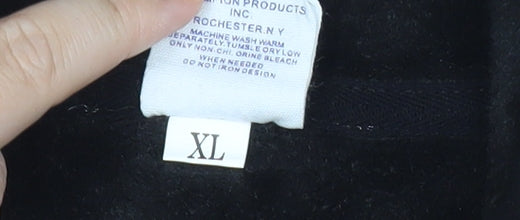 PRODUCTS
INC.
ROCHESTER.N Y
MACHINE WASH WARM
SEPARATELY.TUMBLE DRY LOW
ONLY NON-CHLORINE BLEACH
WHEN NEEDED
DO NOT IRON DESIGN
XL